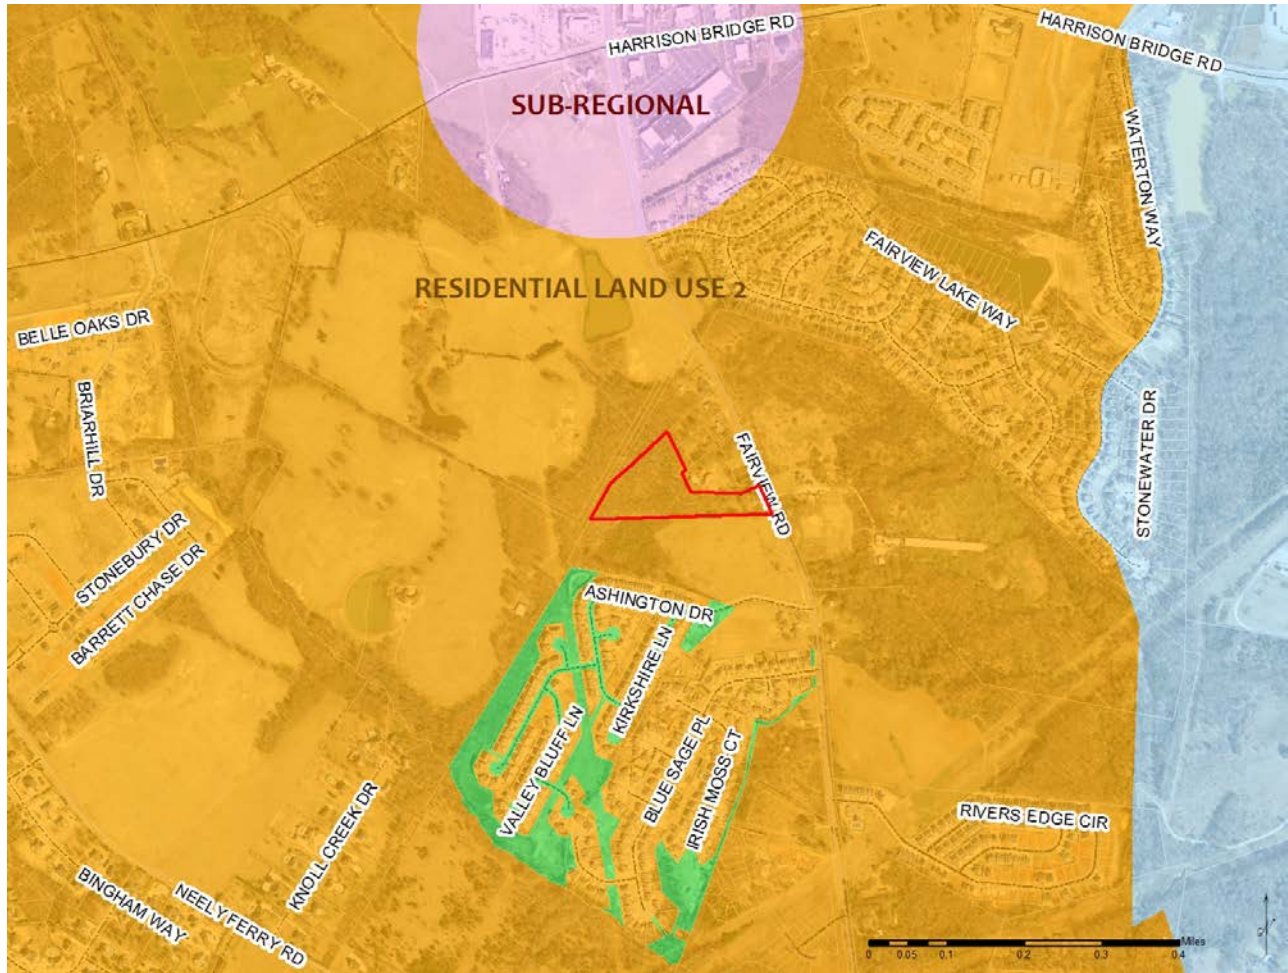 HARRISON BRIDGE RD
HARRISON BRIDGE RD
SUB-REGIONAL
WATERTON WAY
FAIRVIEW LAKE WAY
RESIDENTIAL LAND USE 2
BELLE OAKS DR
BRIARHILL DR
STONEWATER DR
FAIRVIEW RD
STONEBURY DR
BARRETT CHASE DR
ASHINGTON DR
KIRKSHIRE LN
VALLEY BLUFF LN
BLUE SAGE PL
IRISH MOSS CT
RIVERS EDGE CIR
KNOLL CREEK DR
BINGHAM WAY
NEELY FERRY RD
Miles
0 0.05 0.1 0.2 0.3 0.4